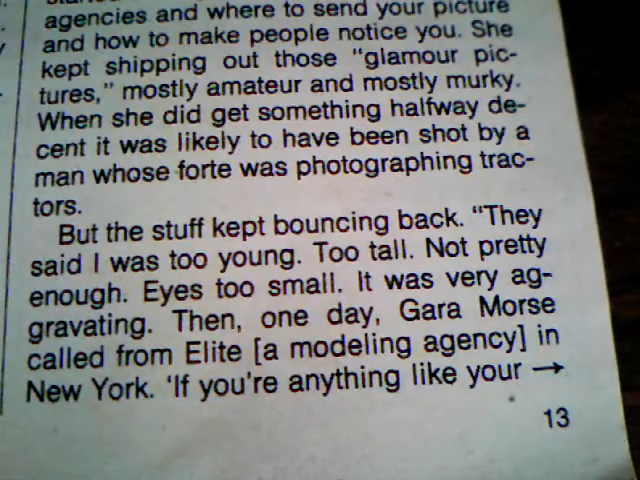 agencies and where to send your picture
and how to make people notice you. She
kept shipping out those "glamour pic-
tures," mostly amateur and mostly murky.
When she did get something halfway de-
cent it was likely to have been shot by a
man whose forte was photographing trac-
tors.
But the stuff kept bouncing back. "They
said I was too young. Too tall. Not pretty
enough. Eyes too small. It was very ag-
gravating. Then, one day, Gara Morse
called from Elite [a modeling agency] in
New York. 'If you're anything like your →
13